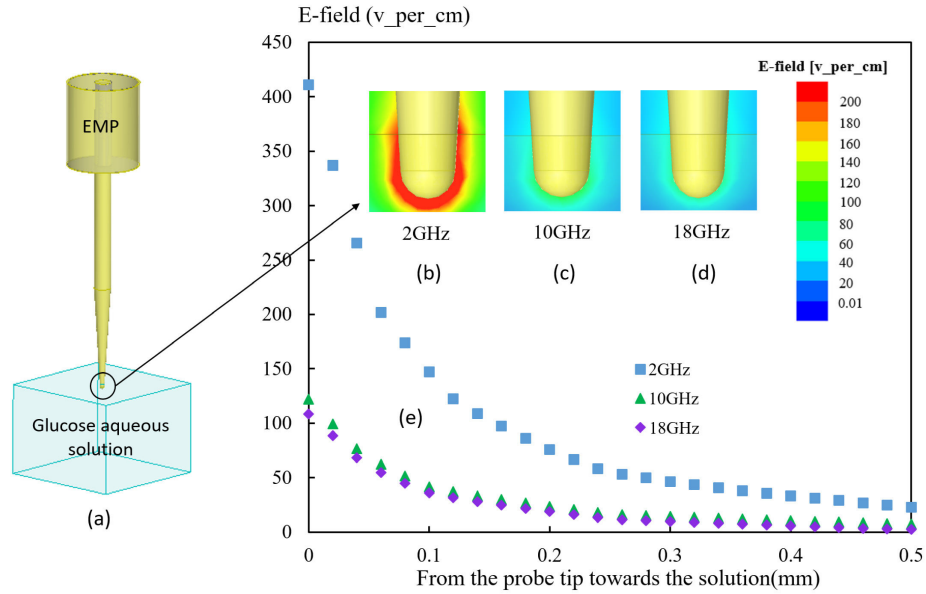 E-field (v_per_cm)
450
400
350
300
250
200
150
100
50
0
0
0.1
0.2
0.3
0.4
0.5
From the probe tip towards the solution(mm)
EMP
Glucose aqueous
solution
(a)
2GHz
10GHz
18GHz
(b)
(c)
(d)
E-field [v_per_cm]
200
180
160
140
120
100
80
60
40
20
0.01
2GHz
10GHz
18GHz
(e)